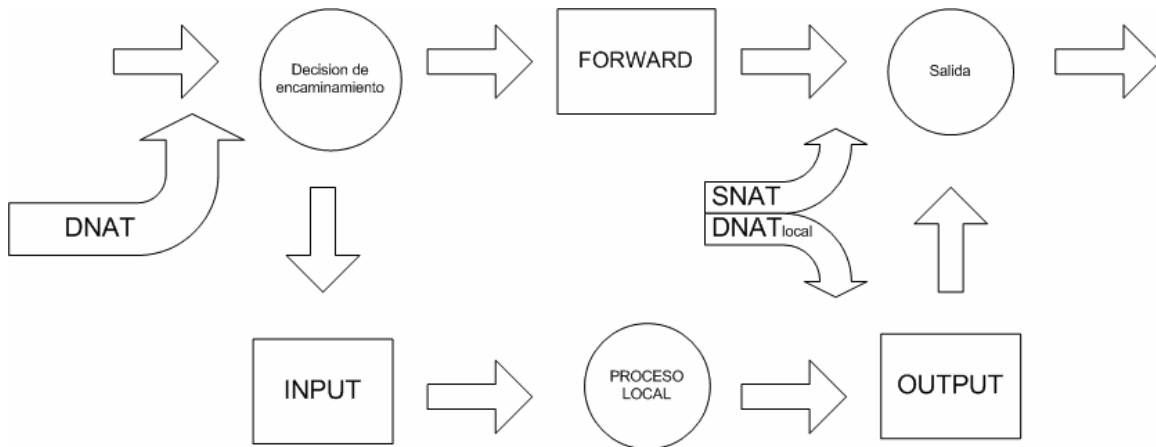 Decision de
encaminamiento
FORWARD
Salida
DNAT
SNAT
DNATlocal
INPUT
PROCESO
LOCAL
OUTPUT